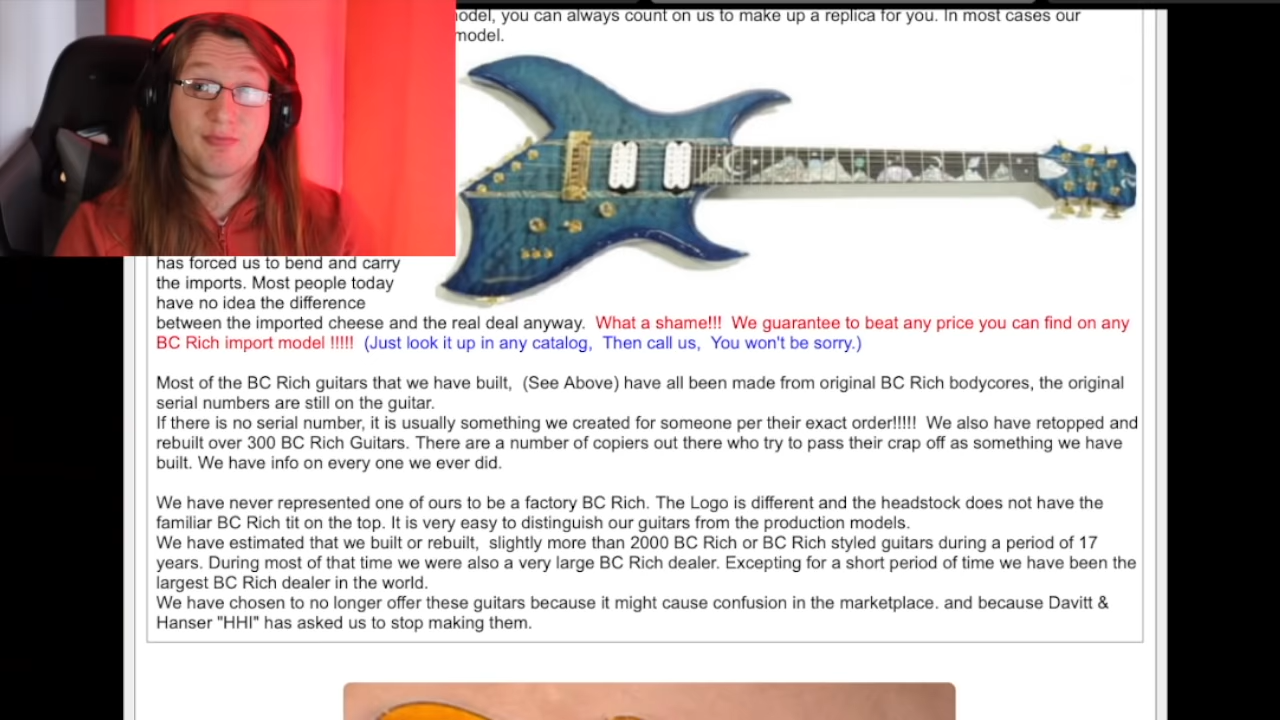 odel, you can always count on us to make up a replica for you. In most cases our
model.
has forced us to bend and carry
the imports. Most people today
have no idea the difference
between the imported cheese and the real deal anyway. What a shame!!! We guarantee to beat any price you can find on any
BC Rich import model !!!!! (Just look it up in any catalog, Then call us, You won't be sorry.)
Most of the BC Rich guitars that we have built, (See Above) have all been made from original BC Rich bodycores, the original
serial numbers are still on the guitar.
If there is no serial number, it is usually something we created for someone per their exact order!!!!! We also have retopped and
rebuilt over 300 BC Rich Guitars. There are a number of copiers out there who try to pass their crap off as something we have
built. We have info on every one we ever did.
We have never represented one of ours to be a factory BC Rich. The Logo is different and the headstock does not have the
familiar BC Rich tit on the top. It is very easy to distinguish our guitars from the production models.
We have estimated that we built or rebuilt, slightly more than 2000 BC Rich or BC Rich styled guitars during a period of 17
years. During most of that time we were also a very large BC Rich dealer. Excepting for a short period of time we have been the
largest BC Rich dealer in the world.
We have chosen to no longer offer these guitars because it might cause confusion in the marketplace. and because Davitt &
Hanser "HHI" has asked us to stop making them.